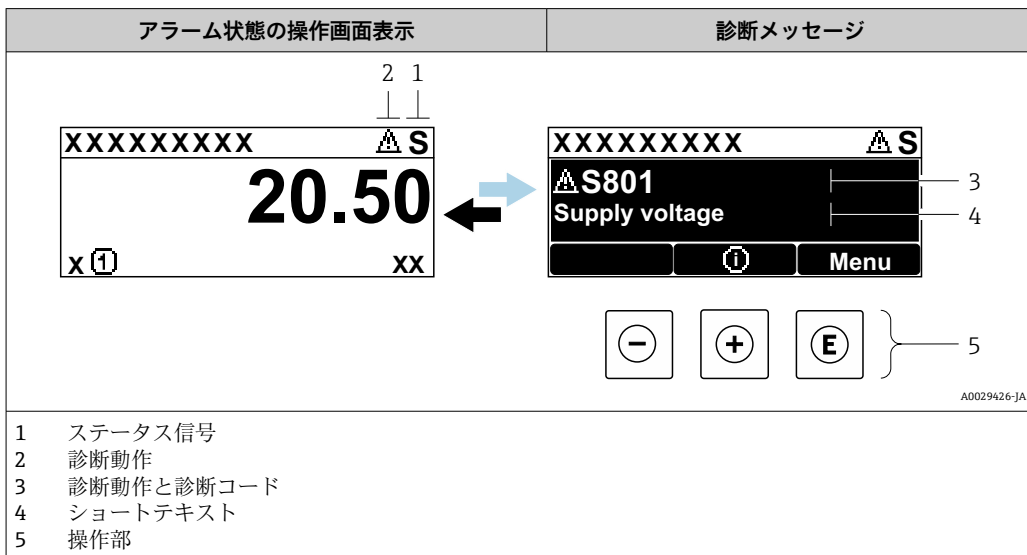 アラーム状態の操作画面表示 診断メッセージ
2 1
XXXXXXXXX S
20.50
X 1 XX
XXXXXXXXX S
S801 3
Supply voltage 4
i Menu
− + E 5
A0029426-JA
1 ステータス信号
2 診断動作
3 診断動作と診断コード
4 ショートテキスト
5 操作部